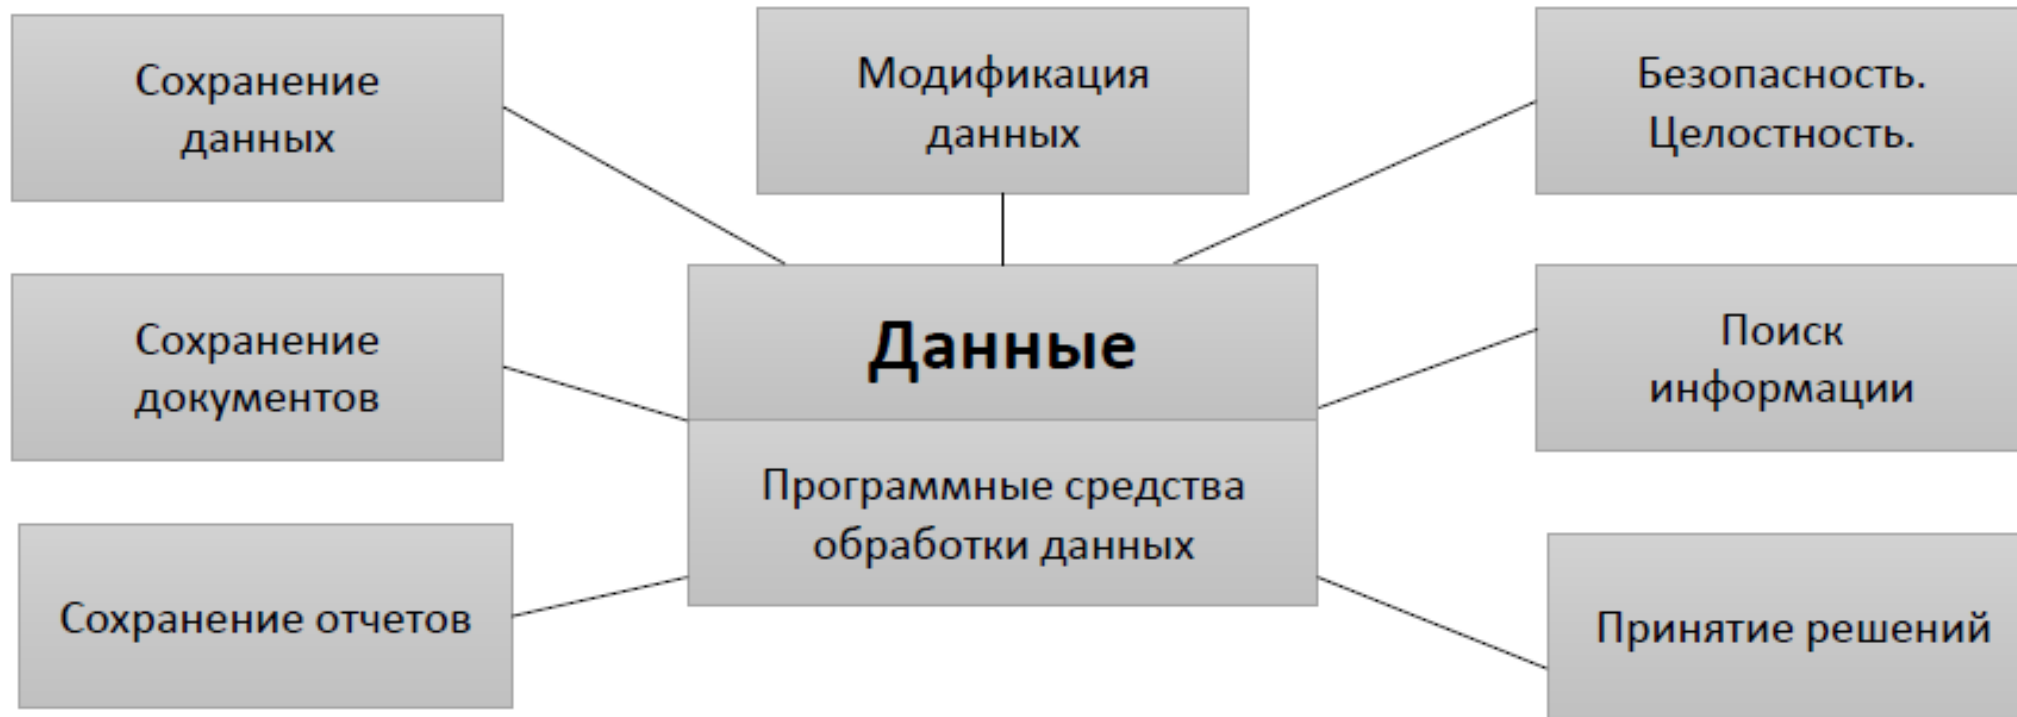 Сохранение
данных
Модификация
данных
Безопасность.
Целостность.
Сохранение
документов
Данные
Программные средства
обработки данных
Поиск
информации
Сохранение отчетов
Принятие решений